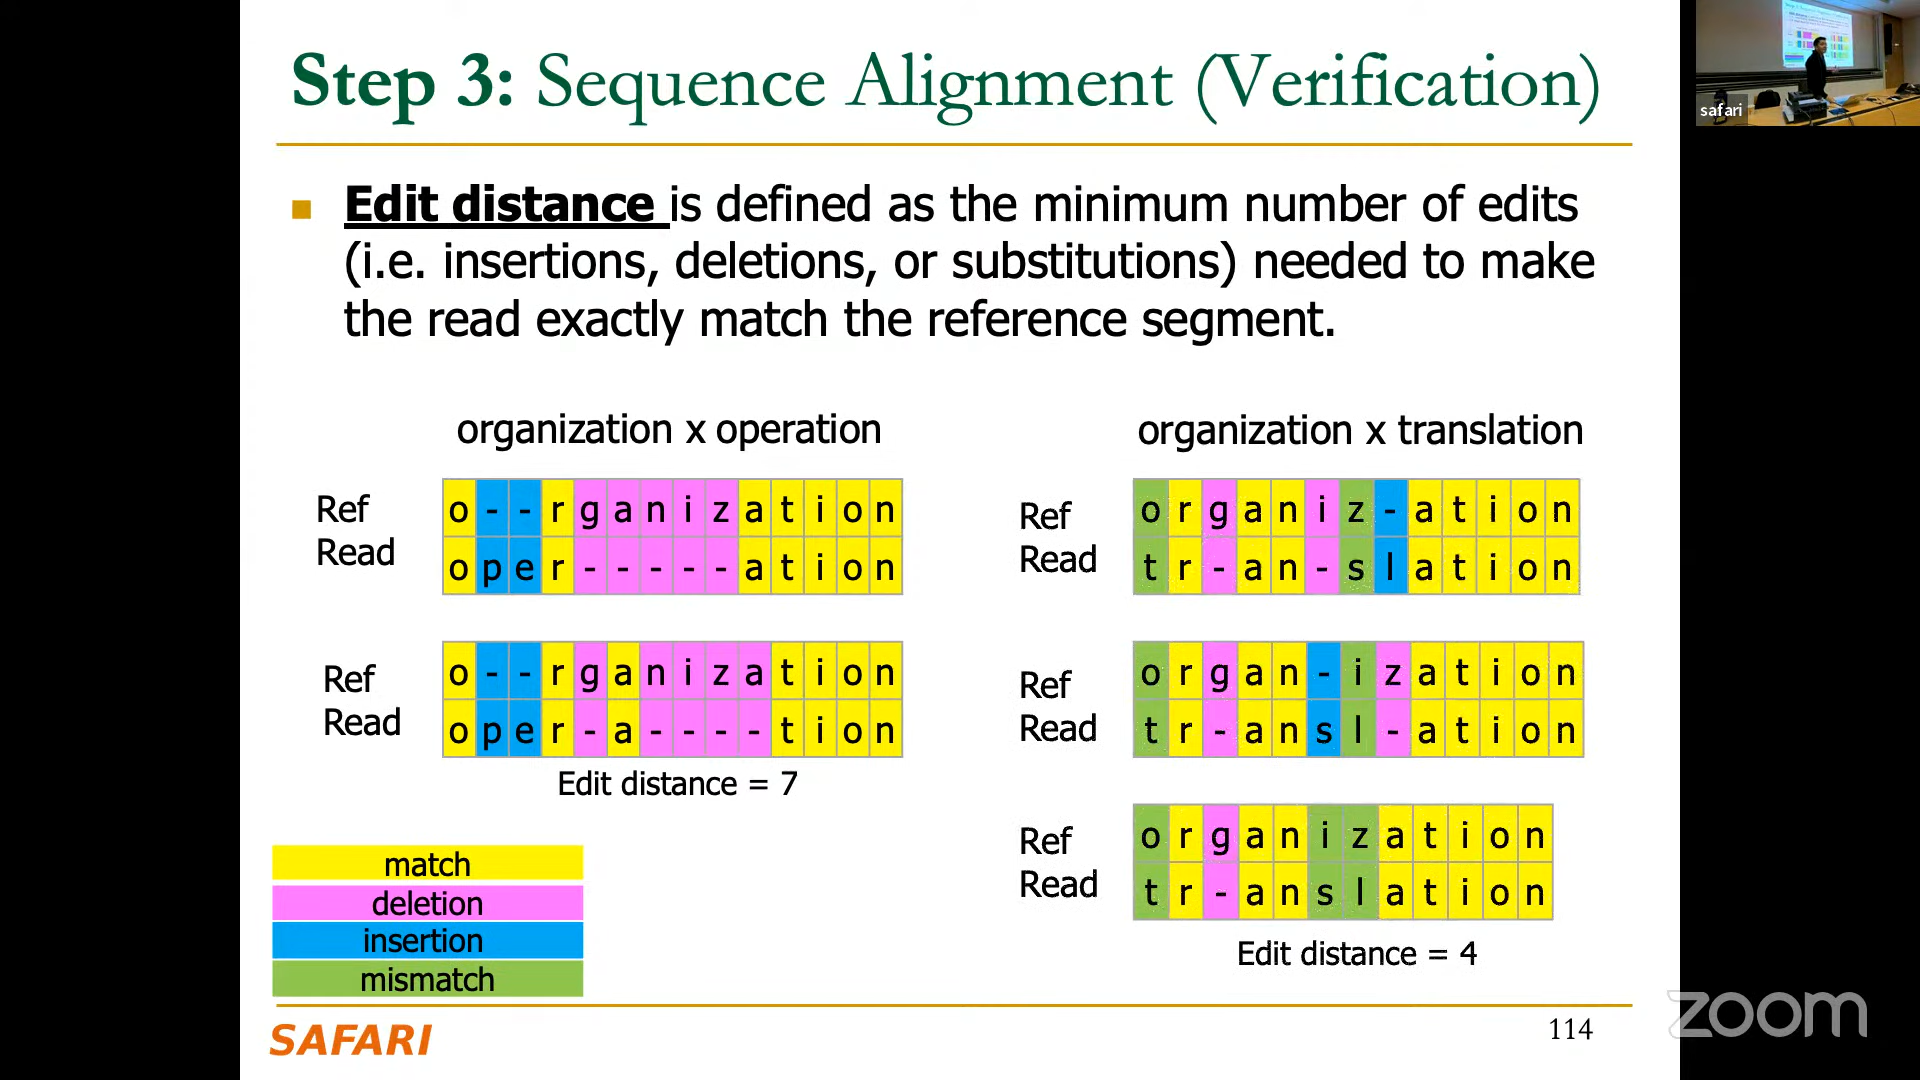 Step 3: Sequence Alignment (Verification)
safari
Edit distance is defined as the minimum number of edits
(i.e. insertions, deletions, or substitutions) needed to make
the read exactly match the reference segment.
organization x operation
Ref o - - r g a n i z a t i o n
Read o p e r - - - - - a t i o n
Ref o - - r g a n i z a t i o n
Read o p e r - a - - - - t i o n
Edit distance = 7
match
deletion
insertion
mismatch
organization x translation
Ref o r g a n i z - a t i o n
Read t r - a n - s l a t i o n
Ref o r g a n - i z a t i o n
Read t r - a n s l - a t i o n
Ref o r g a n i z a t i o n
Read t r - a n s l a t i o n
Edit distance = 4
SAFARI
114
zoom